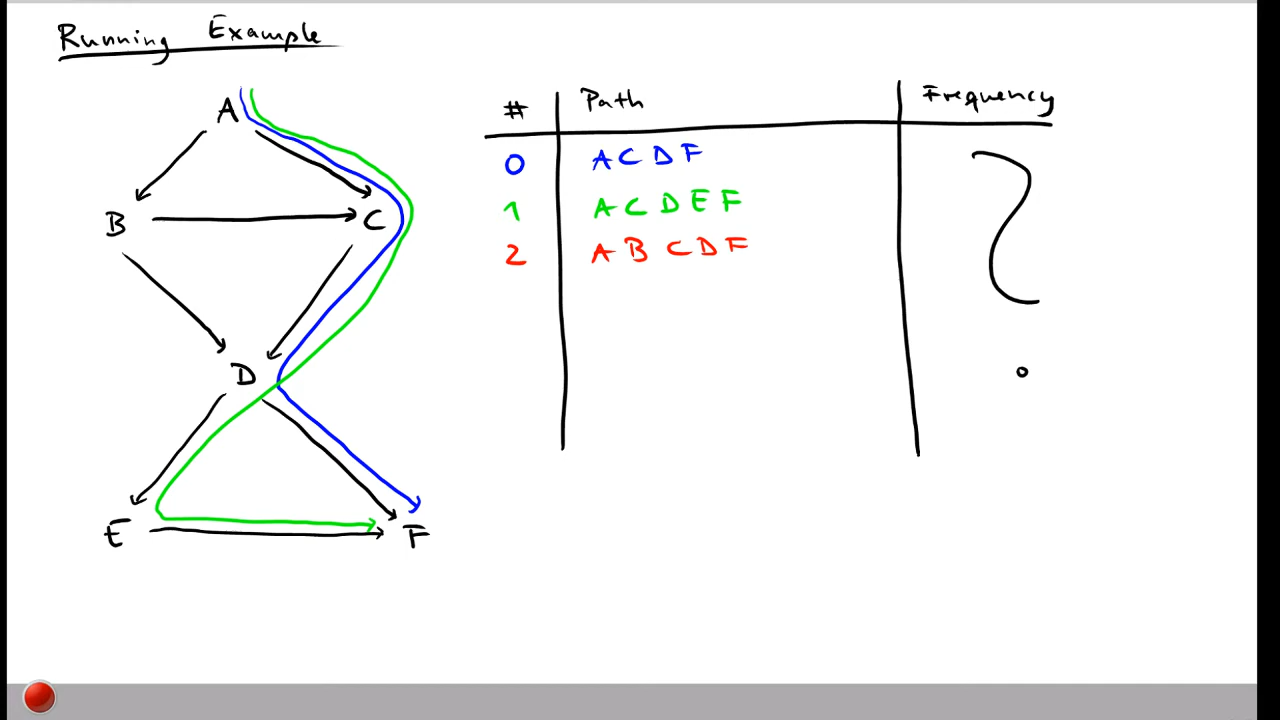 Running Example
A
B
C
D
E
F
# Path Frequency
0 A C D F
1 A C D E F
2 A B C D F
?